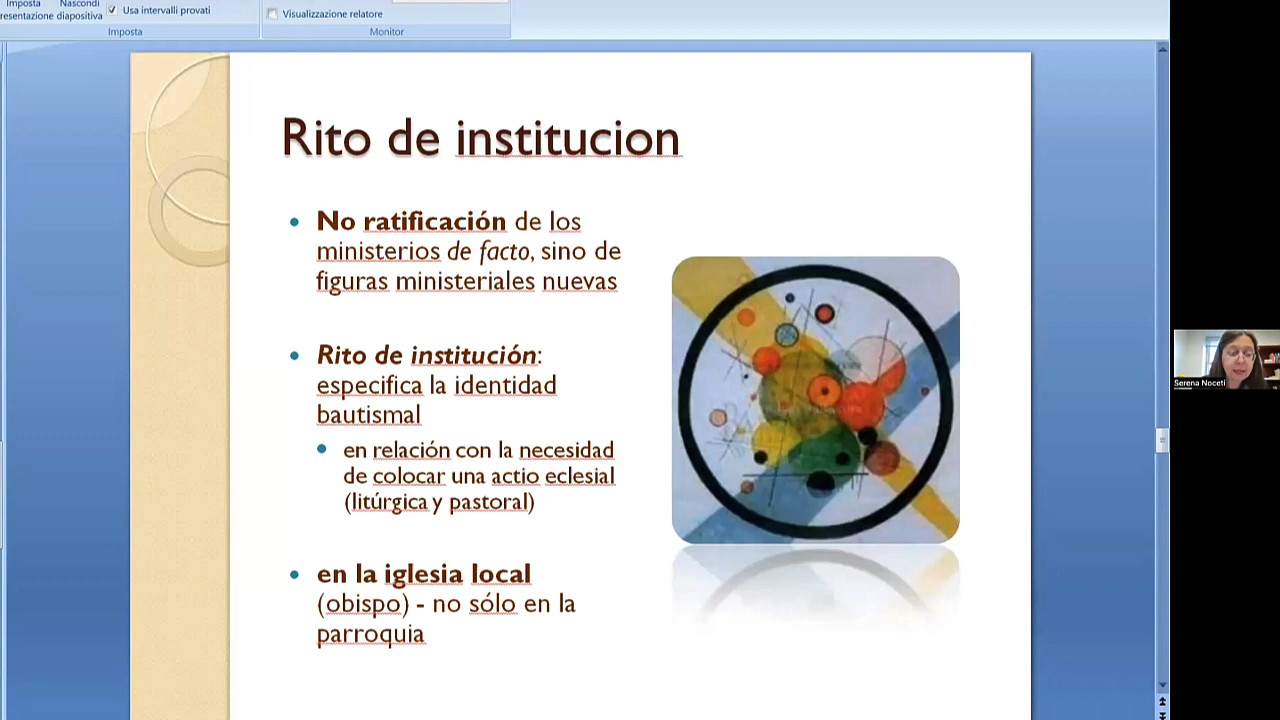 Imposta
resentazione
Nascondi
diapositiva
Usa intervalli provati
Imposta
Visualizzazione relatore
Monitor
Rito de institucion
No ratificación de los
ministerios de facto, sino de
figuras ministeriales nuevas
Rito de institución:
especifica la identidad
bautismal
en relación con la necesidad
de colocar una actio eclesial
(litúrgica y pastoral)
en la iglesia local
(obispo) - no sólo en la
parroquia
Serena Noceti